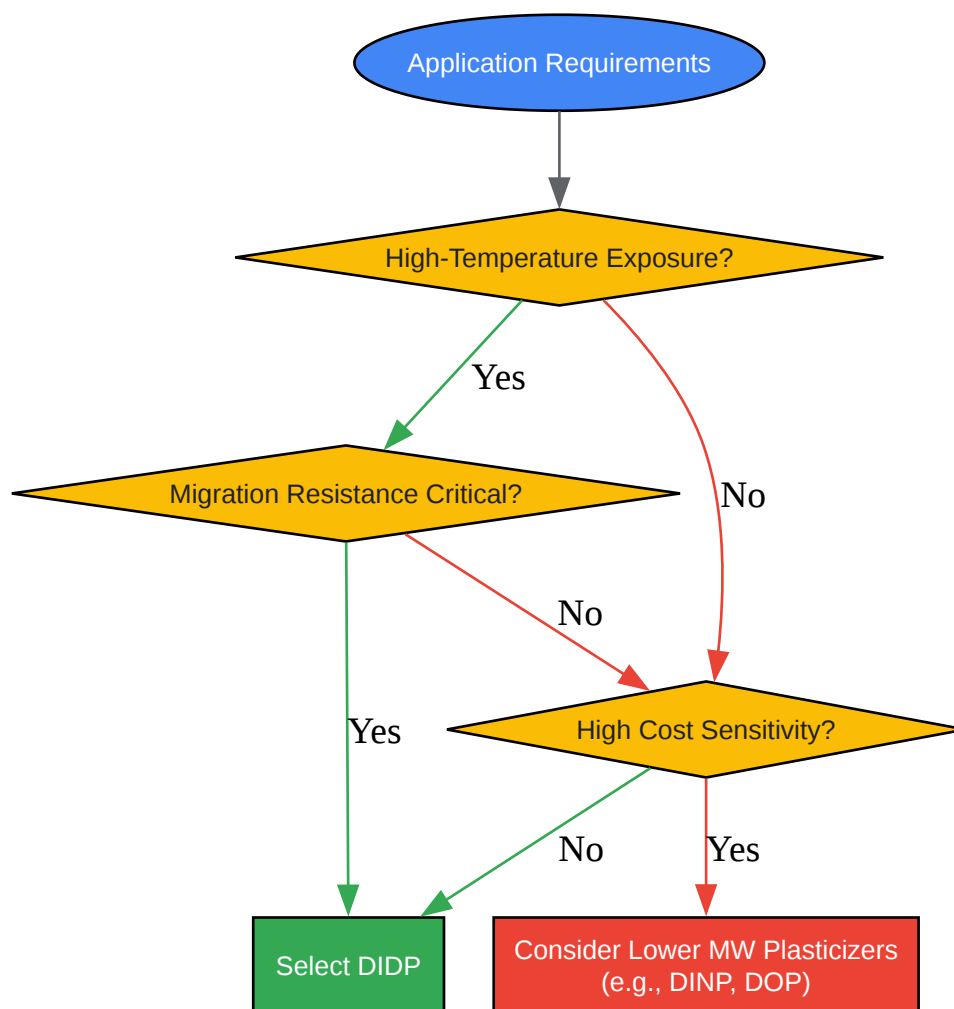 Application Requirements
High-Temperature Exposure?
Yes
Migration Resistance Critical?
No
No
Yes
High Cost Sensitivity?
No
Yes
Select DIDP
Consider Lower MW Plasticizers
(e.g., DINP, DOP)